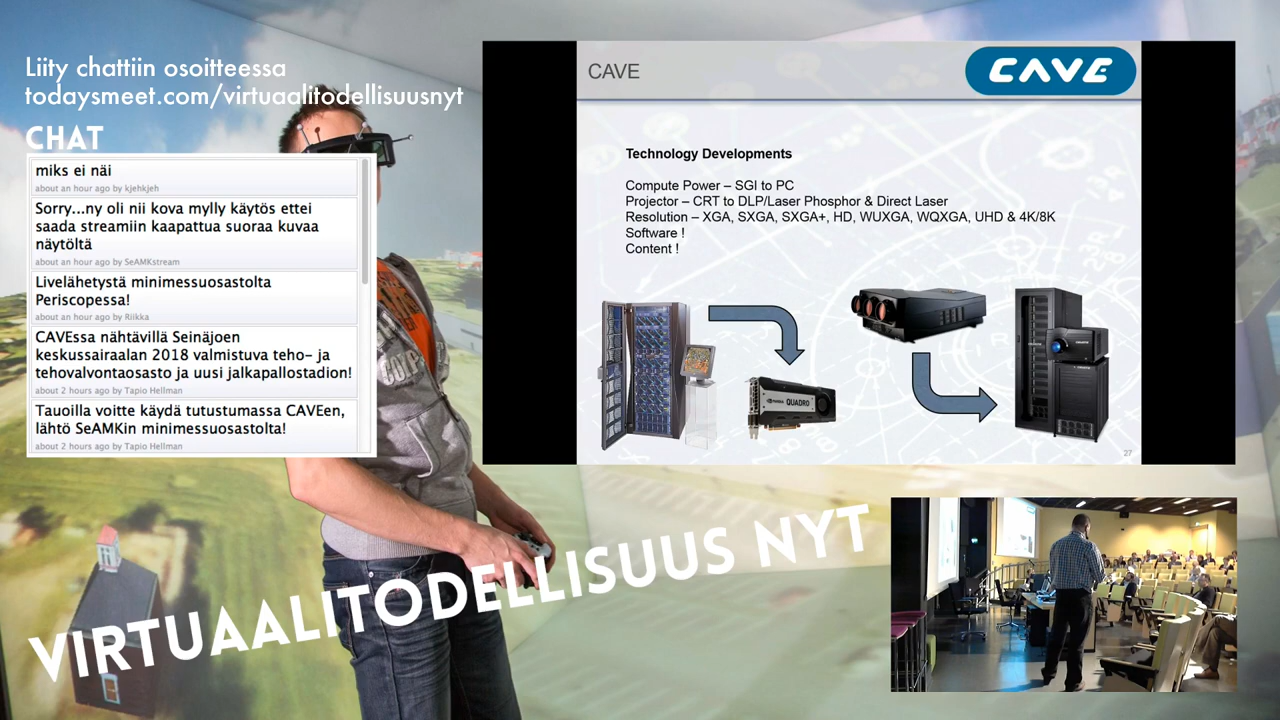 Liity chattiin osoitteessa
todaysmeet.com/virtuaalitodellisuusnyt
CHAT
miks ei näi
about an hour ago by kjehkjeh
Sorry...ny oli nii kova mylly käytös ettei
saada streamiin kaapattua suoraa kuvaa
näytöltä
about an hour ago by SeAMKstream
Livelähetystä minimessuosastolta
Periscopessa!
about an hour ago by Riikka
CAVEssa nähtävillä Seinäjoen
keskussairaalan 2018 valmistuva teho- ja
tehovalvontaosasto ja uusi jalkapallostadion!
about 2 hours ago by Tapio Hellman
Tauoilla voitte käydä tutustumassa CAVEen,
lähtö SeAMKin minimessuosastolta!
about 2 hours ago by Tapio Hellman
CAVE
CAVE
Technology Developments
Compute Power – SGI to PC
Projector – CRT to DLP/Laser Phosphor & Direct Laser
Resolution – XGA, SXGA, SXGA+, HD, WUXGA, WQXGA, UHD & 4K/8K
Software !
Content !
QUADRO
27
VIRTUAALITODELLISUUS NYT